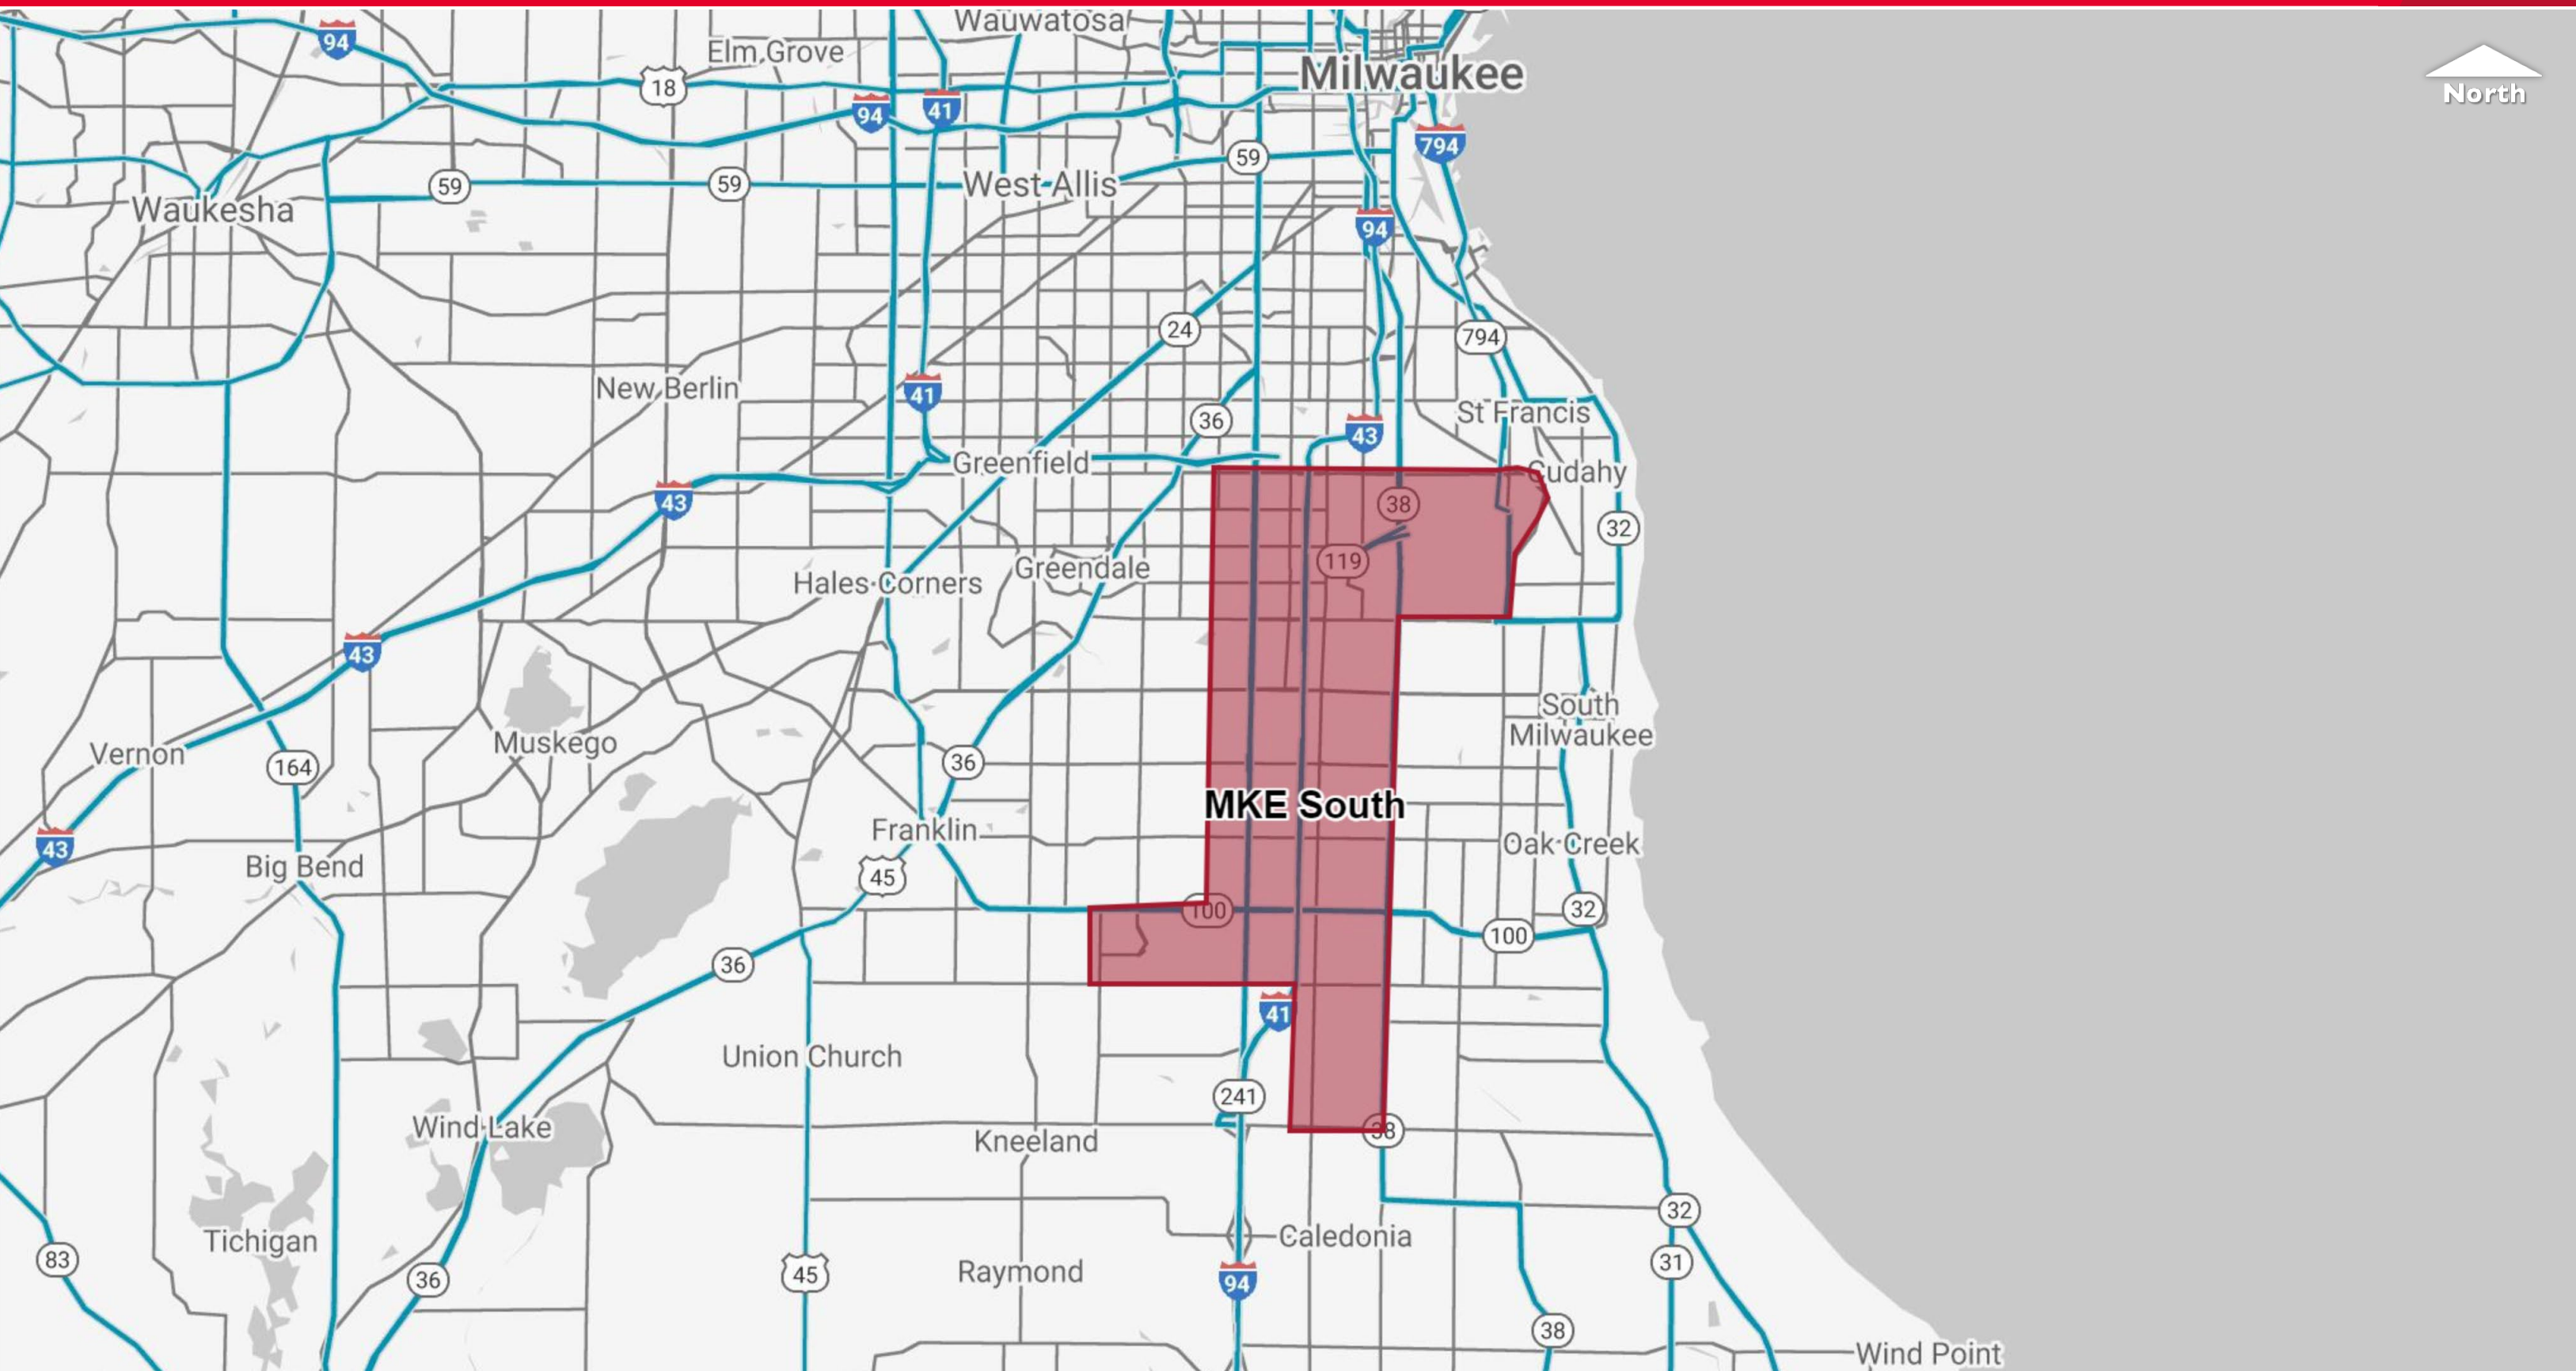 Wauwatosa
94
Elm Grove
Milwaukee
18
North
94
41
794
59
59
59
West Allis
Waukesha
94
24
794
New Berlin
41
36
St Francis
43
Greenfield
Cudahy
43
38
32
119
Hales Corners
Greendale
43
South
Milwaukee
Vernon
Muskego
164
36
MKE South
Franklin
43
Oak Creek
Big Bend
45
100
32
100
36
41
Union Church
241
Wind Lake
Kneeland
38
32
Tichigan
Caledonia
83
31
45
Raymond
36
94
38
Wind Point